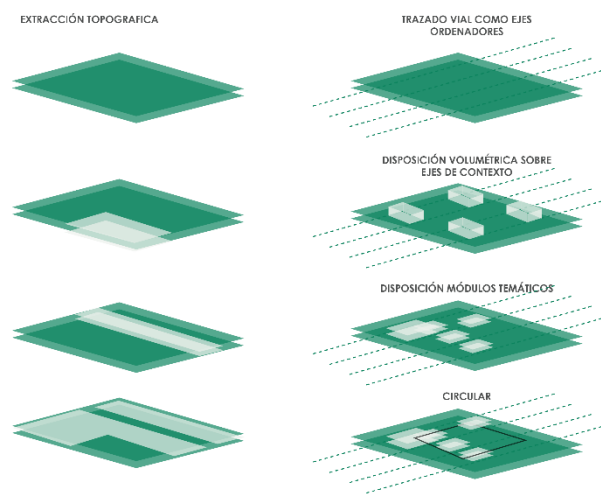 EXTRACCIÓN TOPOGRAFICA
TRAZADO VIAL COMO EJES
ORDENADORES
DISPOSICIÓN VOLUMÉTRICA SOBRE
EJES DE CONTEXTO
DISPOSICIÓN MÓDULOS TEMÁTICOS
CIRCULAR